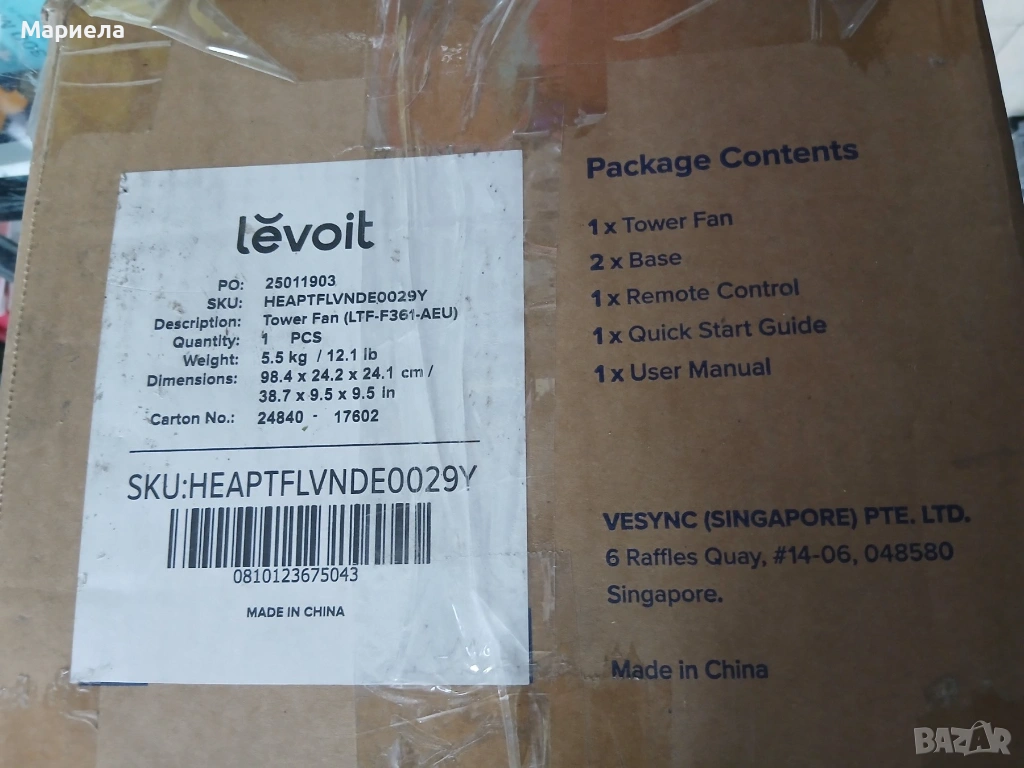 Мариела
levoit
PO: 25011903
SKU: HEAPTFLVNDE0029Y
Description: Tower Fan (LTF-F361-AEU)
Quantity: 1 PCS
Weight: 5.5 kg / 12.1 lb
Dimensions: 98.4 x 24.2 x 24.1 cm /
38.7 x 9.5 x 9.5 in
Carton No.: 24840 - 17602
SKU:HEAPTFLVNDE0029Y
0810123675043
MADE IN CHINA
Package Contents
1 x Tower Fan
2 x Base
1 x Remote Control
1 x Quick Start Guide
1 x User Manual
VESYNC (SINGAPORE) PTE. LTD.
6 Raffles Quay, #14-06, 048580
Singapore.
Made in China
BAZAR